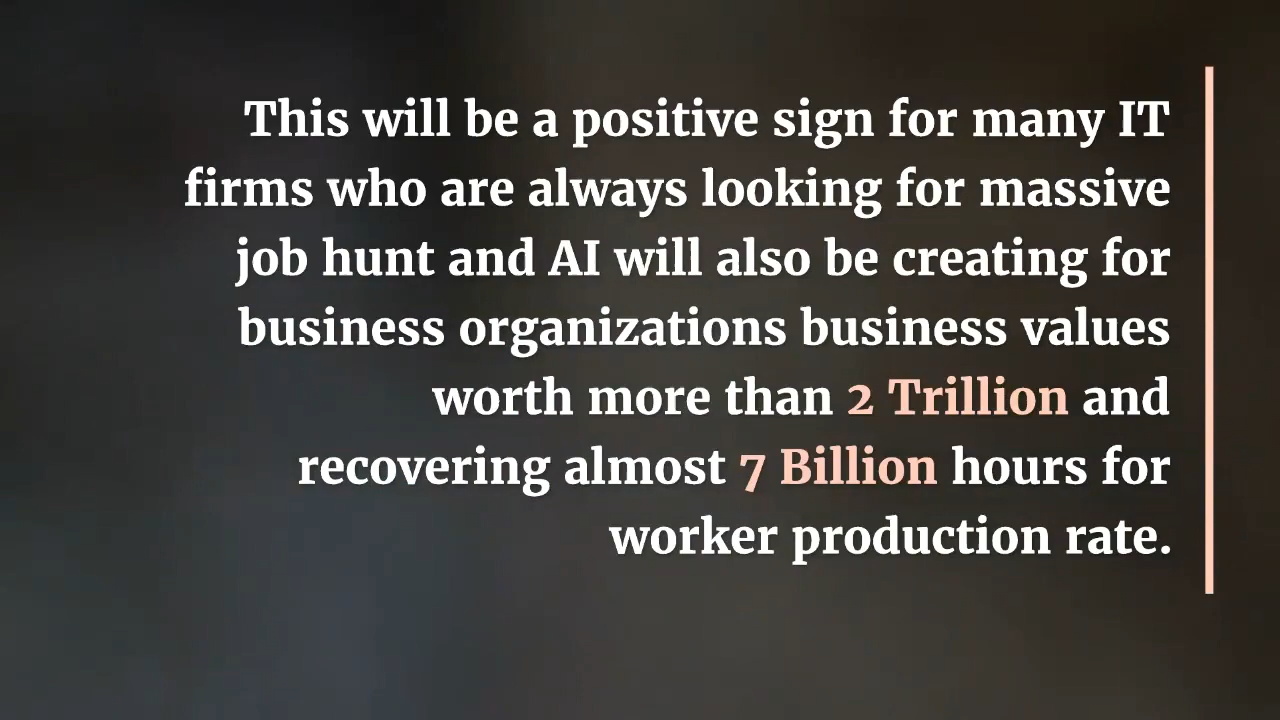 This will be a positive sign for many IT
firms who are always looking for massive
job hunt and AI will also be creating for
business organizations business values
worth more than 2 Trillion and
recovering almost 7 Billion hours for
worker production rate.